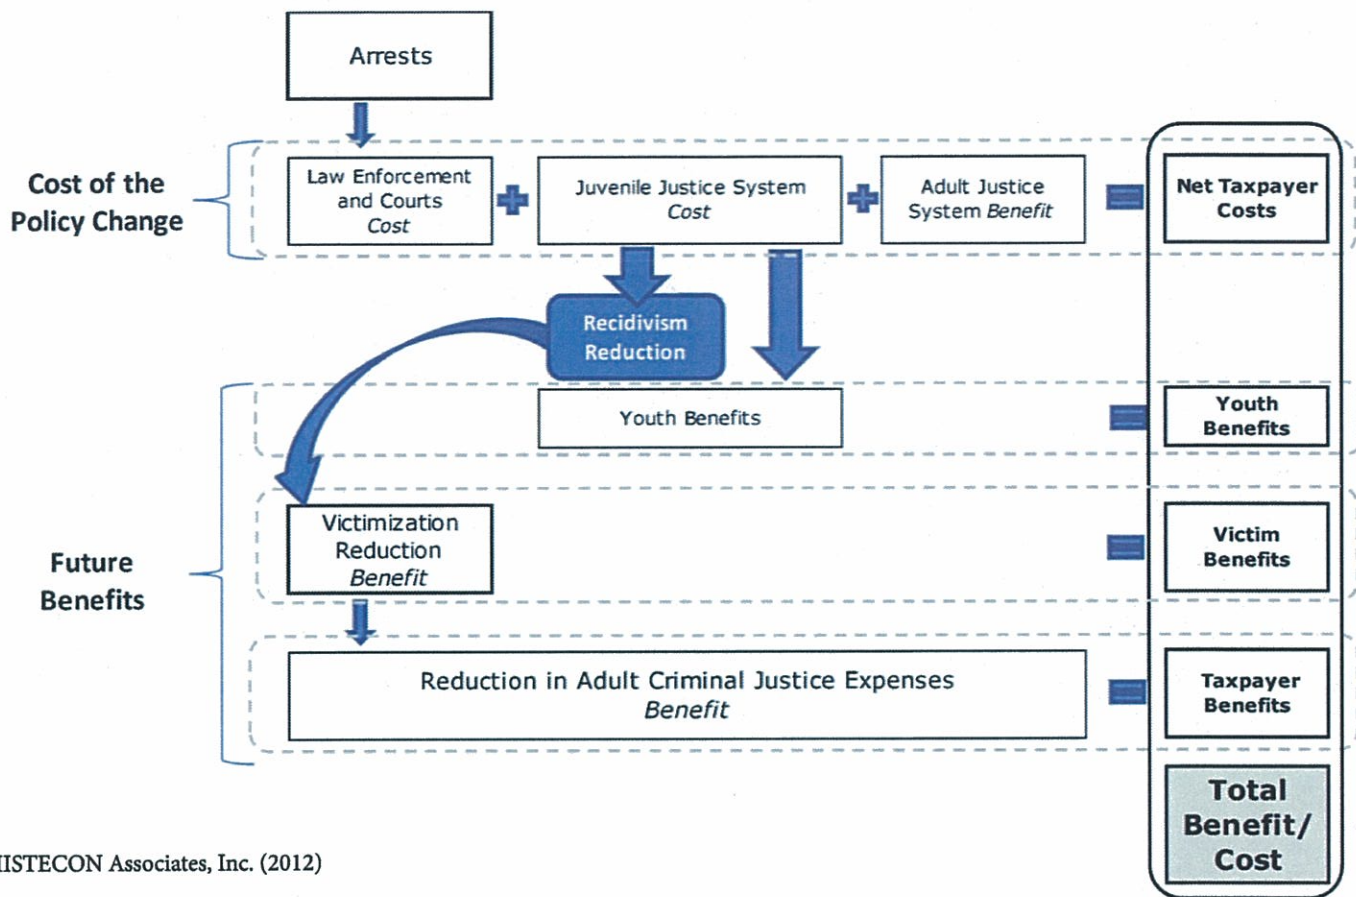 Arrests
Cost of the
Policy Change
Law Enforcement
and Courts
Cost
Juvenile Justice System
Cost
Adult Justice
System Benefit
Net Taxpayer
Costs
Recidivism
Reduction
Youth Benefits
Youth
Benefits
Future
Benefits
Victimization
Reduction
Benefit
Victim
Benefits
Reduction in Adult Criminal Justice Expenses
Benefit
Taxpayer
Benefits
Total
Benefit/
Cost
HISTECON Associates, Inc. (2012)